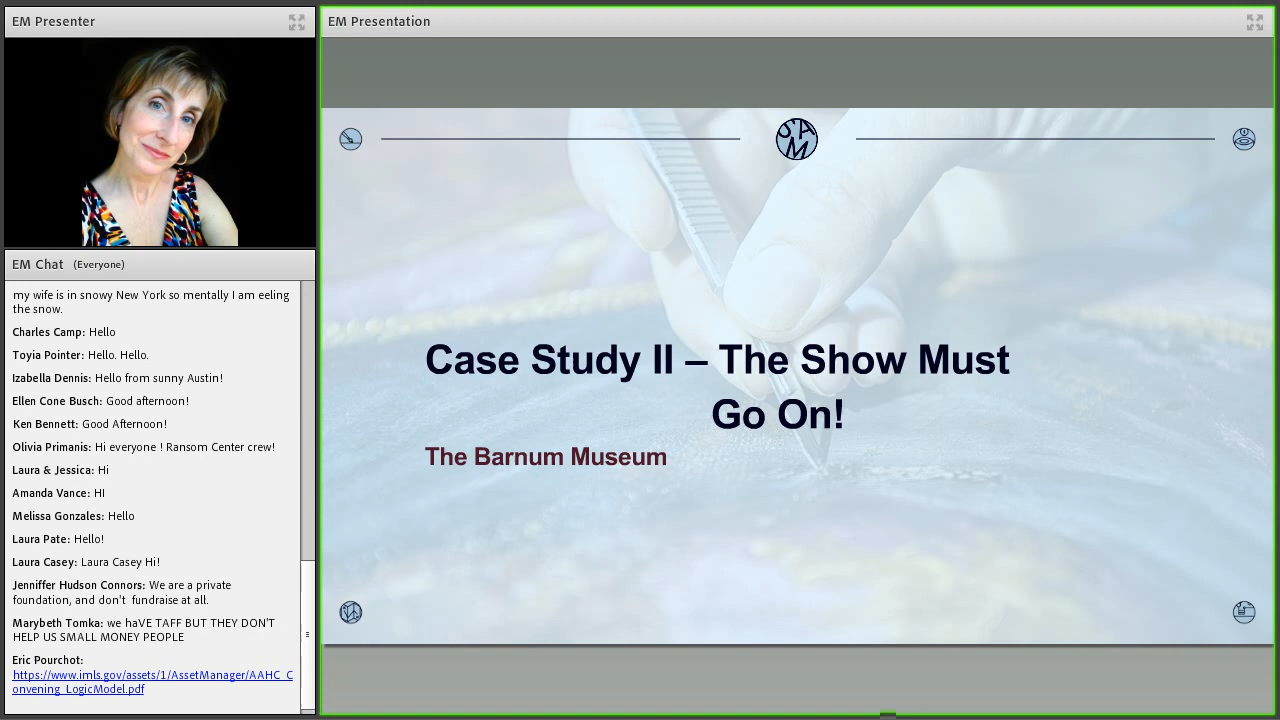 EM Presenter
EM Chat (Everyone)
my wife is in snowy New York so mentally I am eeling
the snow.
Charles Camp: Hello
Toyia Pointer: Hello. Hello.
Izabella Dennis: Hello from sunny Austin!
Ellen Cone Busch: Good afternoon!
Ken Bennett: Good Afternoon!
Olivia Primanis: Hi everyone ! Ransom Center crew!
Laura & Jessica: Hi
Amanda Vance: HI
Melissa Gonzales: Hello
Laura Pate: Hello!
Laura Casey: Laura Casey Hi!
Jenniffer Hudson Connors: We are a private
foundation, and don't fundraise at all.
Marybeth Tomka: we haVE TAFF BUT THEY DON'T
HELP US SMALL MONEY PEOPLE
Eric Pourchot:
https://www.imls.gov/assets/1/AssetManager/AAHC_C
onvening_LogicModel.pdf
EM Presentation
SAM
Case Study II – The Show Must
Go On!
The Barnum Museum